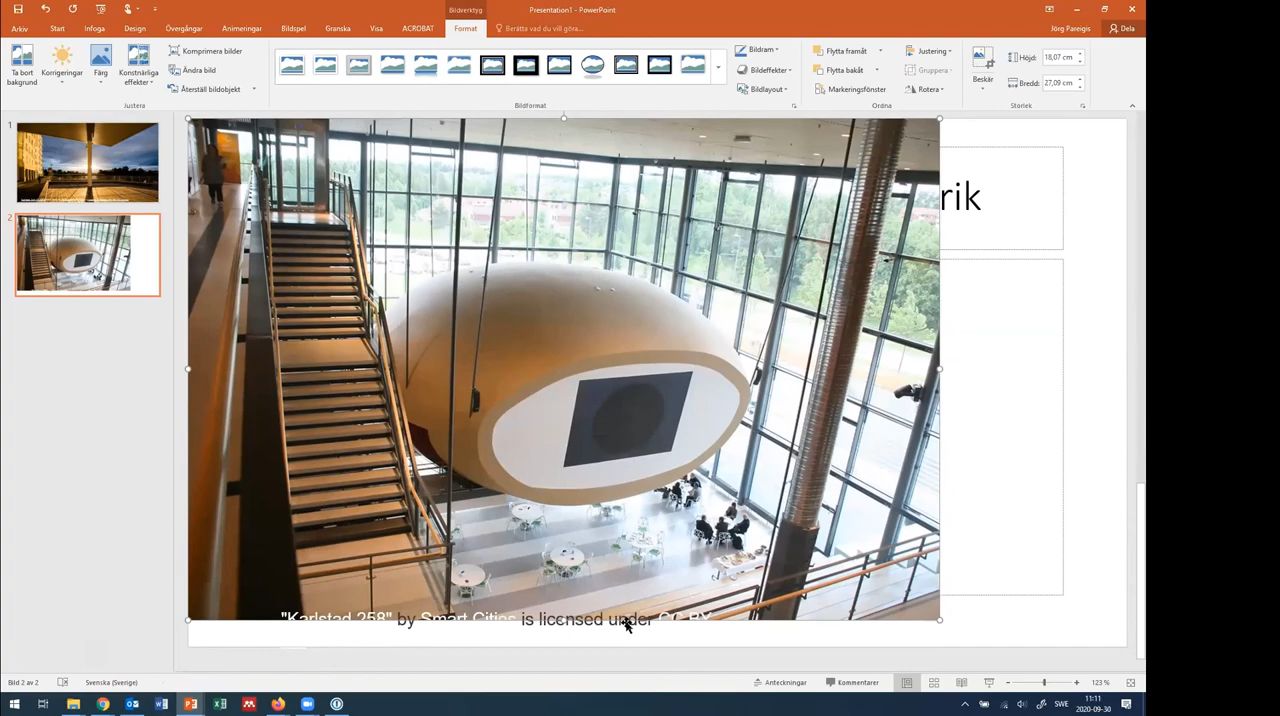 Bildverktyg
Presentation1 - PowerPoint
Arkiv Start Infoga Design Övergångar Animeringar Bildspel Granska Visa ACROBAT Format Berätta vad du vill göra...
Jörg Pareigis Dela
Ta bort bakgrund
Korrigeringar
Färg
Konstnärliga effekter
Komprimera bilder
Ändra bild
Återställ bildobjekt
Justera
Bildformat
Bildram
Bildeffekter
Bildlayout
Flytta framåt
Flytta bakåt
Markeringsfönster
Justering
Gruppera
Rotera
Ordna
Beskär
Höjd: 18,07 cm
Bredd: 27,09 cm
Storlek
1
2
rik
"Karlstad 258" by Smart Cities is licensed under CC BY
Bild 2 av 2 Svenska (Sverige) Anteckningar Kommentarer 123 %
SWE
11:11
2020-09-30